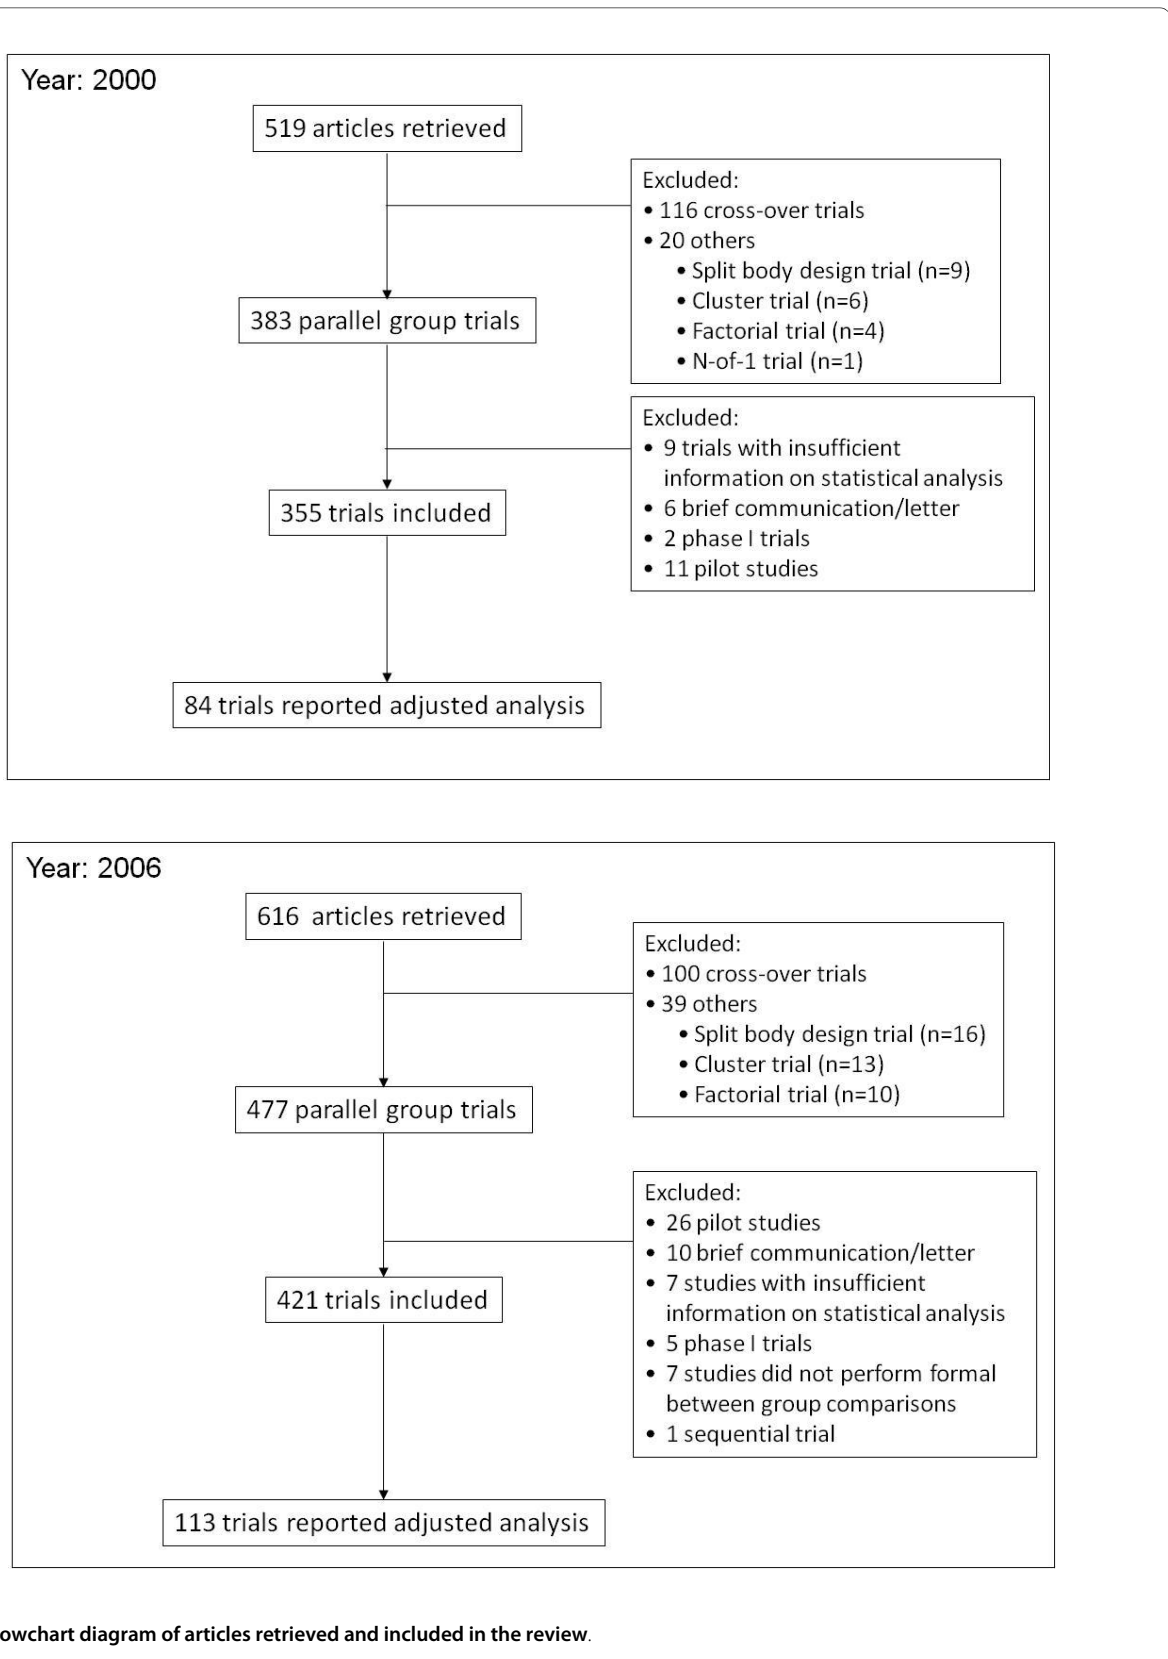 Year: 2000
519 articles retrieved
Excluded:
• 116 cross-over trials
• 20 others
• Split body design trial (n=9)
• Cluster trial (n=6)
• Factorial trial (n=4)
• N-of-1 trial (n=1)
383 parallel group trials
Excluded:
• 9 trials with insufficient
information on statistical analysis
• 6 brief communication/letter
• 2 phase I trials
• 11 pilot studies
355 trials included
84 trials reported adjusted analysis
Year: 2006
616 articles retrieved
Excluded:
• 100 cross-over trials
• 39 others
• Split body design trial (n=16)
• Cluster trial (n=13)
• Factorial trial (n=10)
477 parallel group trials
Excluded:
• 26 pilot studies
• 10 brief communication/letter
• 7 studies with insufficient
information on statistical analysis
• 5 phase I trials
• 7 studies did not perform formal
between group comparisons
• 1 sequential trial
421 trials included
113 trials reported adjusted analysis
owchart diagram of articles retrieved and included in the review.